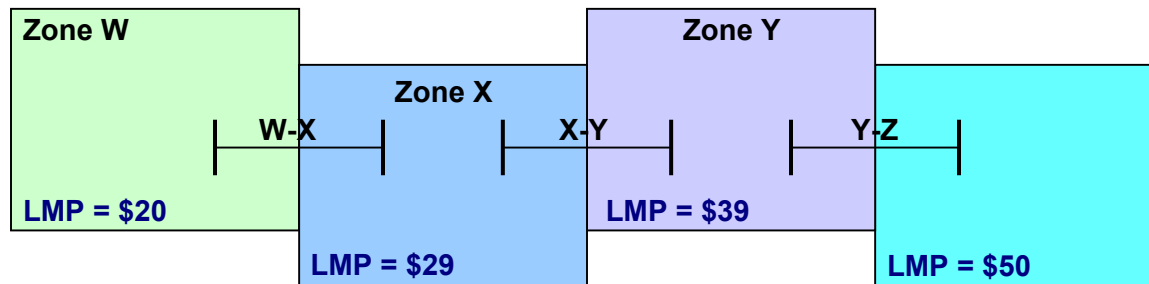 Zone W
Zone Y
Zone X
W-X
X-Y
Y-Z
LMP = $20
LMP = $39
LMP = $29
LMP = $50